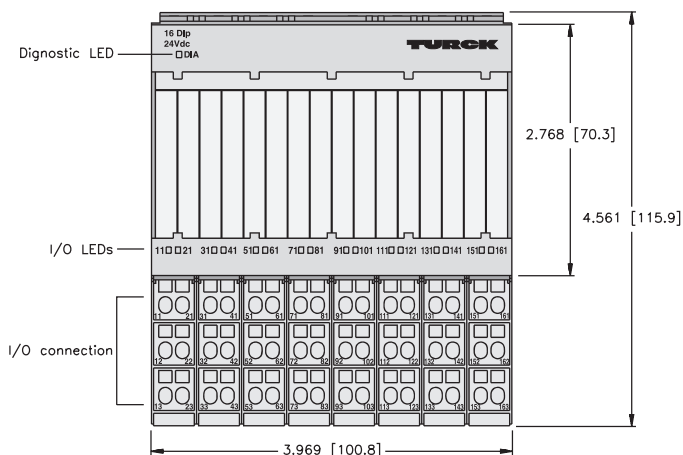 16 DIp
24Vdc
DIA
TURCK
Dignostic LED
2.768 [70.3]
4.561 [115.9]
I/O LEDs
11 21 31 41 51 61 71 81 91 101 111 121 131 141 151 161
11 21 31 41 51 61 71 81 91 101 111 121 131 141 151 161
I/O connection
12 22 32 42 52 62 72 82 92 102 112 122 132 142 152 162
13 23 33 43 53 63 73 83 93 103 113 123 133 143 153 163
3.969 [100.8]